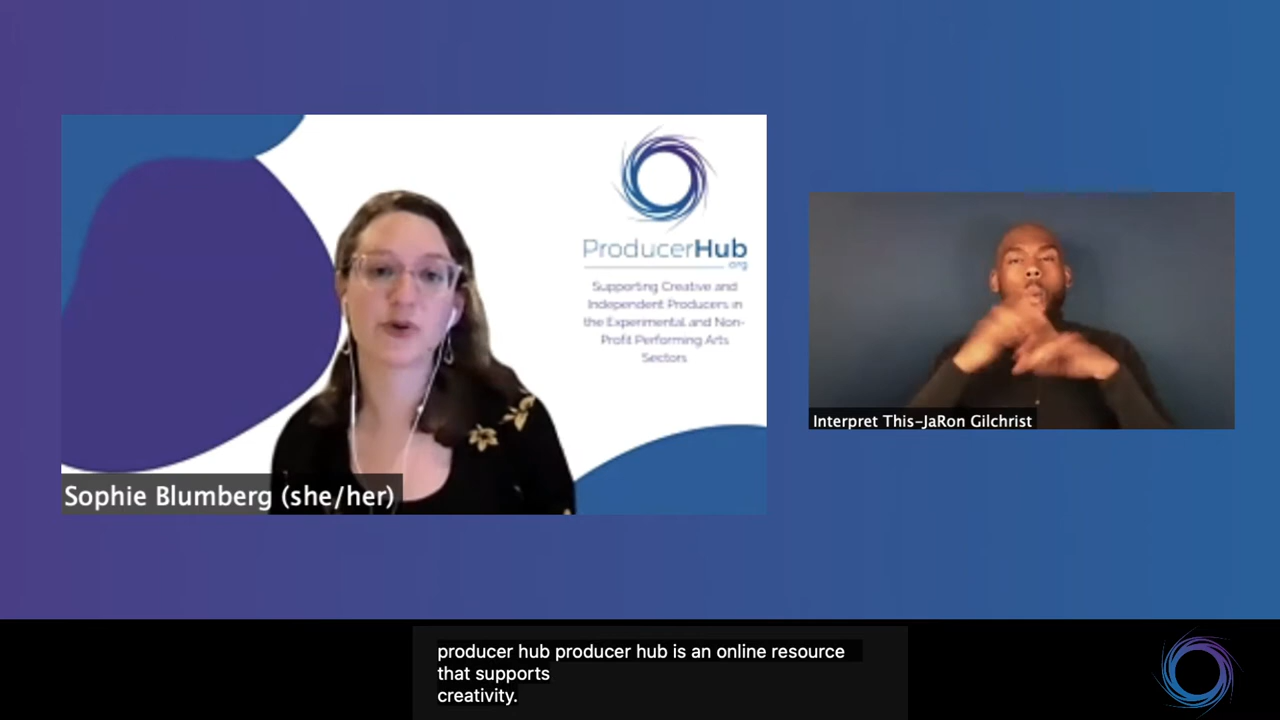 ProducerHub
.org
Supporting Creative and
Independent Producers in
the Experimental and Non-
Profit Performing Arts
Sectors
Sophie Blumberg (she/her)
Interpret This-JaRon Gilchrist
producer hub producer hub is an online resource
that supports
creativity.